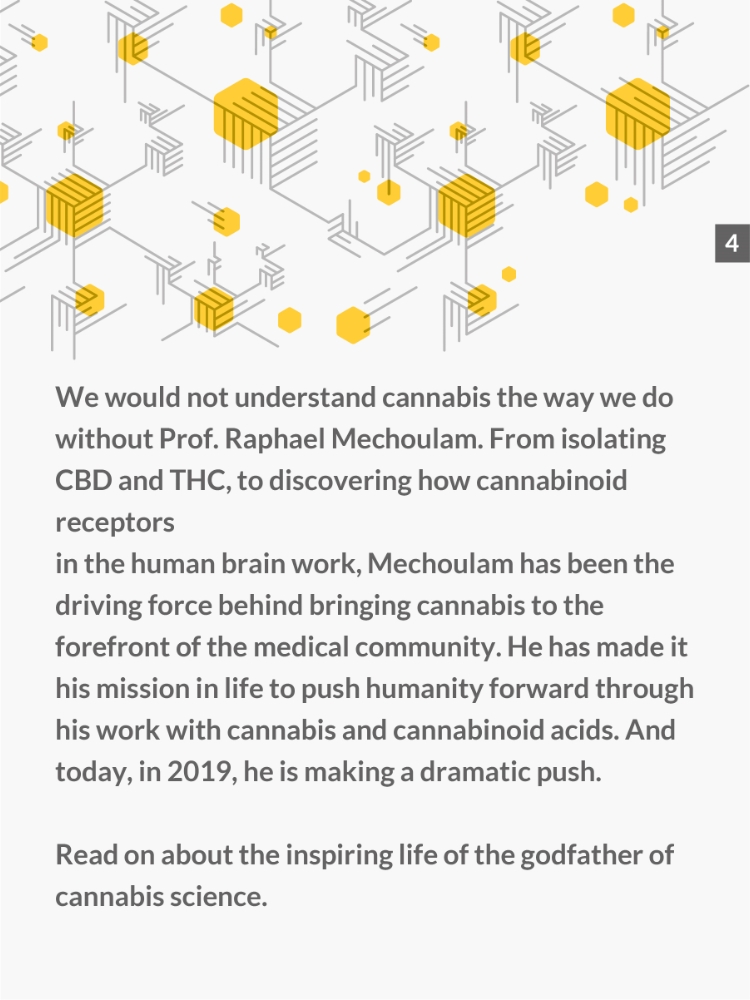 4
We would not understand cannabis the way we do
without Prof. Raphael Mechoulam. From isolating
CBD and THC, to discovering how cannabinoid
receptors
in the human brain work, Mechoulam has been the
driving force behind bringing cannabis to the
forefront of the medical community. He has made it
his mission in life to push humanity forward through
his work with cannabis and cannabinoid acids. And
today, in 2019, he is making a dramatic push.
Read on about the inspiring life of the godfather of
cannabis science.